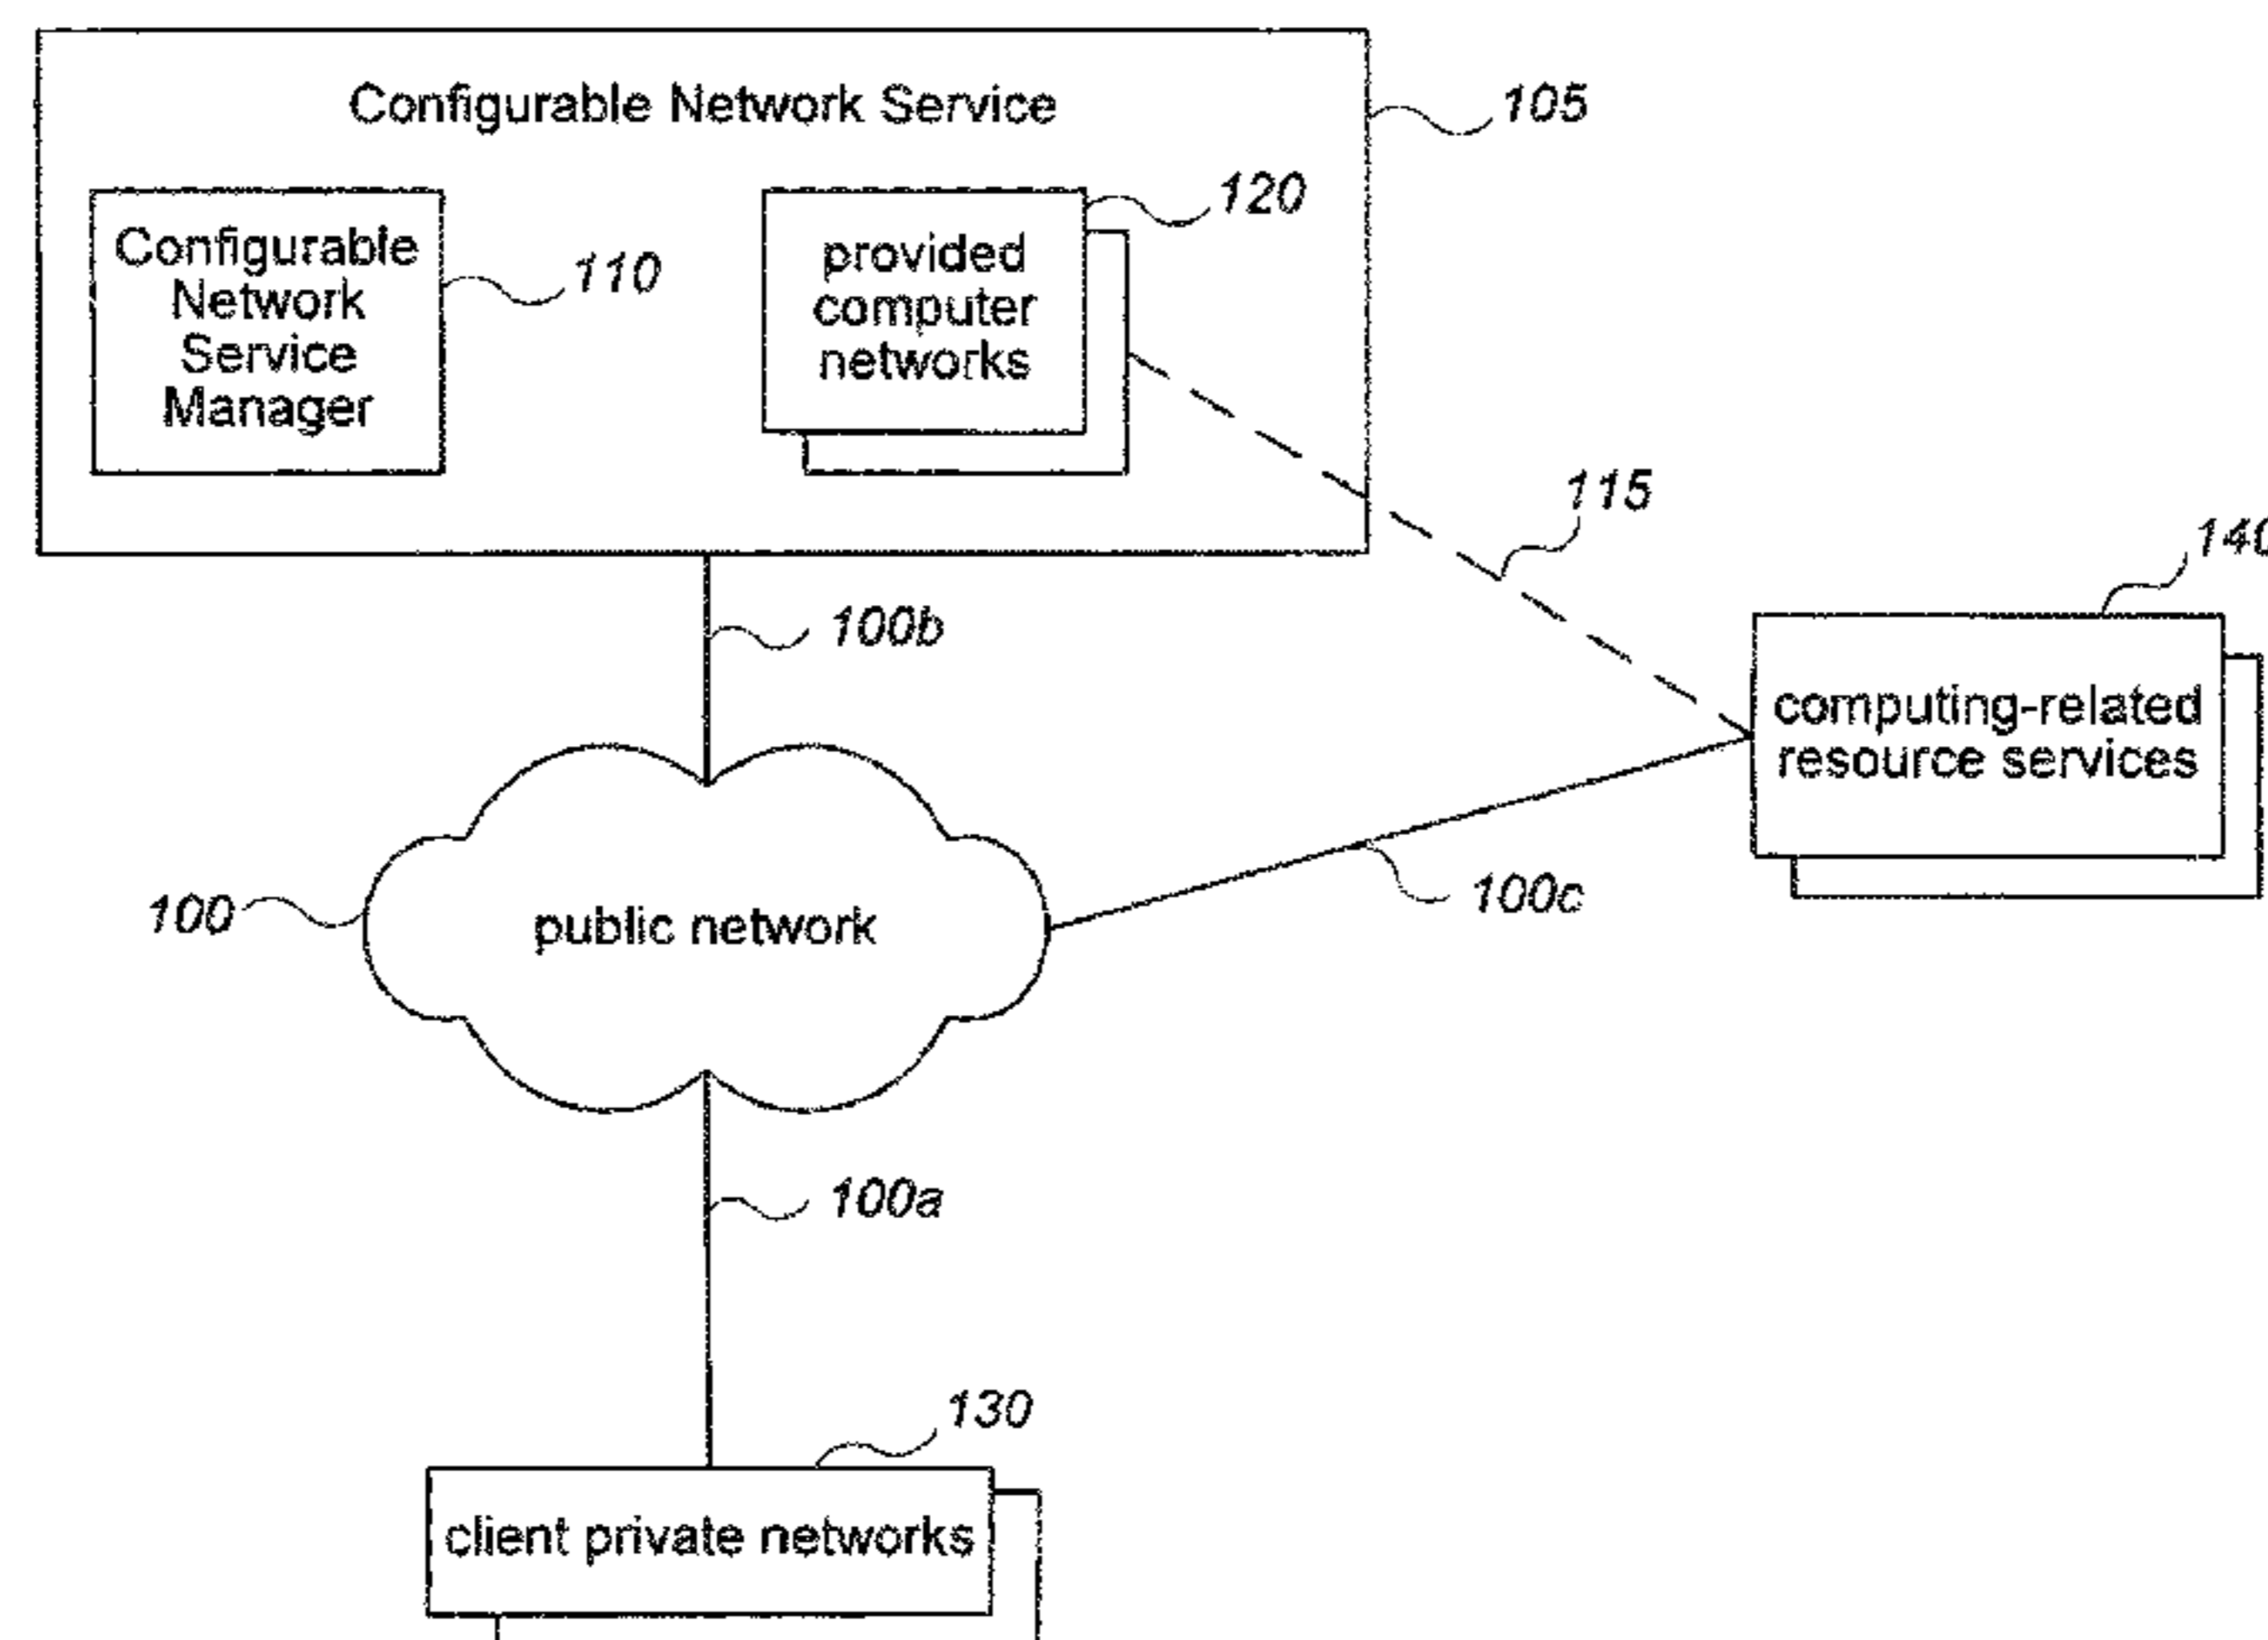 Configurable Network Service
105
Configurable
Network
Service
Manager
110
provided
computer
networks
120
115
140
100b
computing-related
resource services
100
public network
100c
100a
130
client private networks